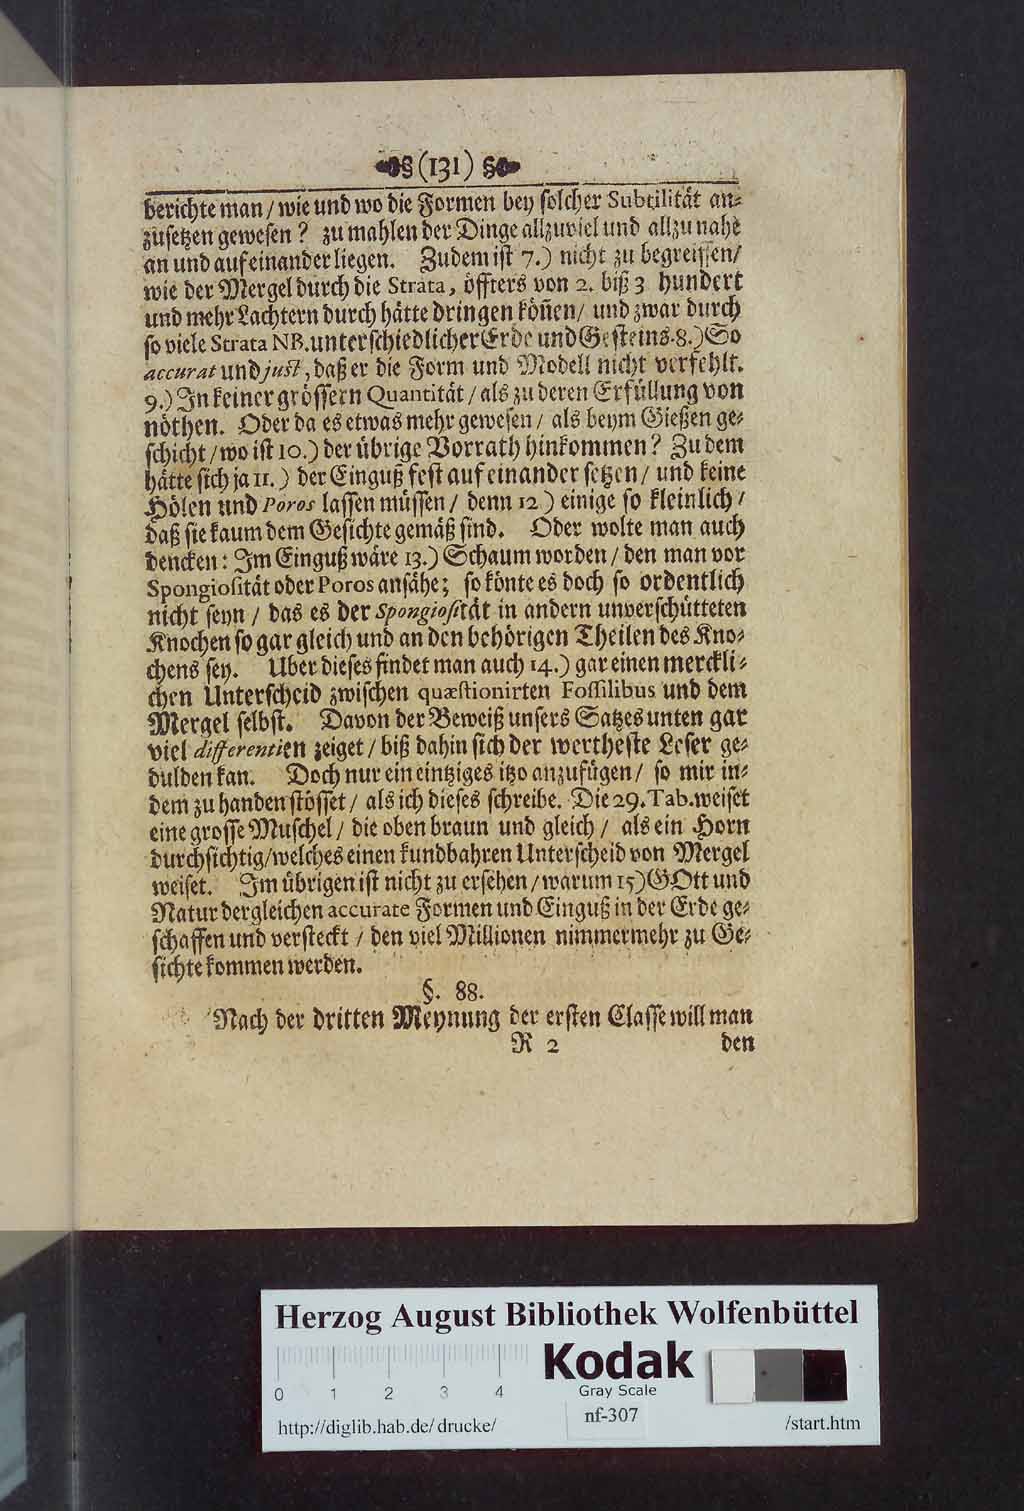 §(131)§
berichte man / wie und wo die Formen bey solcher Subtilität an-
zusetzen gewesen? zu mahlen der Dinge allzuviel und allzu nahe
an und auf einander liegen. Zudem ist 7.) nicht zu begreiffen/
wie der Mergel durch die Strata, öffters von 2. biß 3 hundert
und mehr Lachtern durch hätte dringen köñen / und zwar durch
so viele Strata NB. unterschiedlicher Erde und Gesteins. 8.) So
accurat und just, daß er die Form und Modell nicht verfehlt.
9.) In keiner grössern Quantität / als zu deren Erfüllung von
nöthen. Oder da es etwas mehr gewesen / als beym Gießen ge-
schicht / wo ist 10.) der übrige Vorrath hinkommen? Zu dem
hätte sich ja 11.) der Einguß fest auf einander setzen / und keine
Hölen und Poros lassen müssen / denn 12) einige so kleinlich /
daß sie kaum dem Gesichte gemäß sind. Oder wolte man auch
dencken: Im Einguß wäre 13.) Schaum worden / den man vor
Spongiosität oder Poros ansähe; so könte es doch so ordentlich
nicht seyn / das es der Spongiosität in andern unverschütteten
Knochen so gar gleich und an den behörigen Theilen des Kno-
chens sey. Uber dieses findet man auch 14.) gar einen merckli-
chen Unterscheid zwischen quæstionirten Fossilibus und dem
Mergel selbst. Davon der Beweiß unsers Satzes unten gar
viel differentien zeiget / biß dahin sich der wertheste Leser ge-
dulden kan. Doch nur ein eintziges itzo anzufügen / so mir in-
dem zu handen stösset / als ich dieses schreibe. Die 29. Tab. weiset
eine grosse Muschel / die oben braun und gleich / als ein Horn
durchsichtig / welches einen kundbahren Unterscheid von Mergel
weiset. Im übrigen ist nicht zu ersehen / warum 15) GOtt und
Natur dergleichen accurate Formen und Einguß in der Erde ge-
schaffen und versteckt / den viel Millionen nimmermehr zu Ge-
sichte kommen werden.
§. 88.
Nach der dritten Meynung der ersten Classe will man
R 2 den
Herzog August Bibliothek Wolfenbüttel
Kodak
Gray Scale
0 1 2 3 4
nf-307
http://diglib.hab.de/drucke/ /start.htm